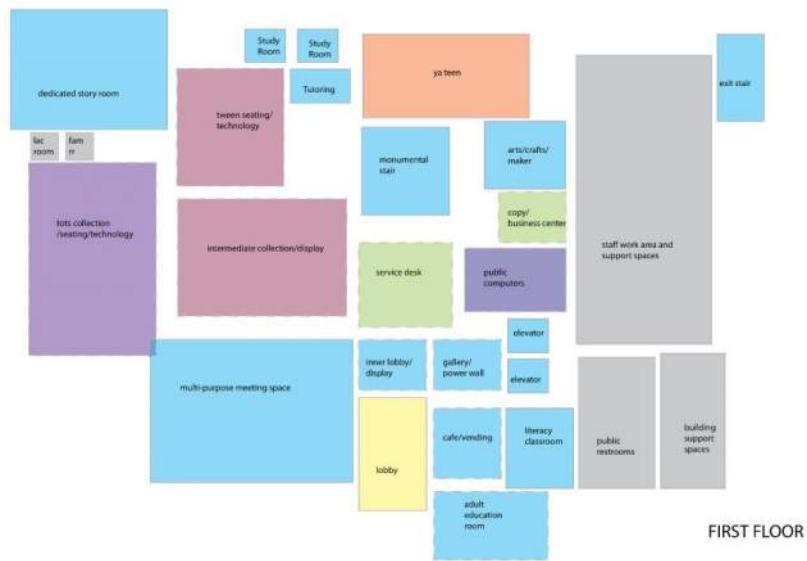 Study
Room
Study
Room
ya teen
exit stair
dedicated story room
Tutoring
tween seating/
technology
lac
room
fam
rr
monumental
stair
arts/crafts/
maker
tots collection
/seating/technology
copy/
business center
intermediate collection/display
staff work area and
support spaces
service desk
public
computers
elevator
inner lobby/
display
gallery/
power wall
elevator
multi-purpose meeting space
cafe/vending
literacy
classroom
public
restrooms
building
support
spaces
lobby
adult
education
room
FIRST FLOOR